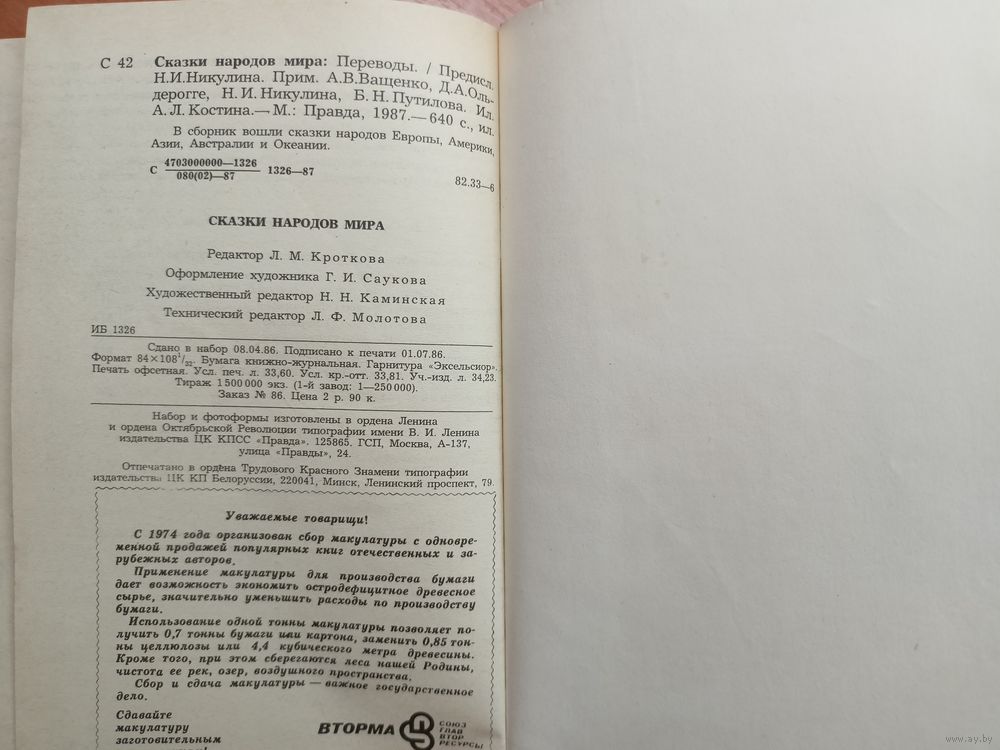 С 42 Сказки народов мира: Переводы. / Предисл.
Н.И.Никулина. Прим. А.В.Ващенко, Д.А.Оль-
дерогге, Н.И.Никулина, Б.Н.Путилова. Ил.
А.Л.Костина.— М.: Правда, 1987.—640 с., ил.
В сборник вошли сказки народов Европы, Америки,
Азии, Австралии и Океании.
С 4703000000—1326 1326—87
080(02)—87
82.33—6
СКАЗКИ НАРОДОВ МИРА
Редактор Л. М. Кроткова
Оформление художника Г. И. Саукова
Художественный редактор Н. Н. Каминская
Технический редактор Л. Ф. Молотова
ИБ 1326
Сдано в набор 08.04.86. Подписано к печати 01.07.86.
Формат 84×108¹/₃₂. Бумага книжно-журнальная. Гарнитура «Эксельсиор».
Печать офсетная. Усл. печ. л. 33,60. Усл. кр.-отт. 33,81. Уч.-изд. л. 34,23.
Тираж 1 500 000 экз. (1-й завод: 1—250 000).
Заказ № 86. Цена 2 р. 90 к.
Набор и фотоформы изготовлены в ордена Ленина
и ордена Октябрьской Революции типографии имени В. И. Ленина
издательства ЦК КПСС «Правда». 125865. ГСП, Москва, А-137,
улица «Правды», 24.
Отпечатано в ордена Трудового Красного Знамени типографии
издательства ЦК КП Белоруссии, 220041, Минск, Ленинский проспект, 79.
Уважаемые товарищи!
С 1974 года организован сбор макулатуры с одновре-
менной продажей популярных книг отечественных и за-
рубежных авторов.
Применение макулатуры для производства бумаги
дает возможность экономить остродефицитное древесное
сырье, значительно уменьшить расходы по производству
бумаги.
Использование одной тонны макулатуры позволяет по-
лучить 0,7 тонны бумаги или картона, заменить 0,85 тон-
ны целлюлозы или 4,4 кубического метра древесины.
Кроме того, при этом сберегаются леса нашей Родины,
чистота ее рек, озер, воздушного пространства.
Сбор и сдача макулатуры — важное государственное
дело.
Сдавайте
макулатуру
заготовительным
ВТОРМА
СОЮЗ
ГЛАВ
ВТОР
РЕСУРСЫ
www.ay.by